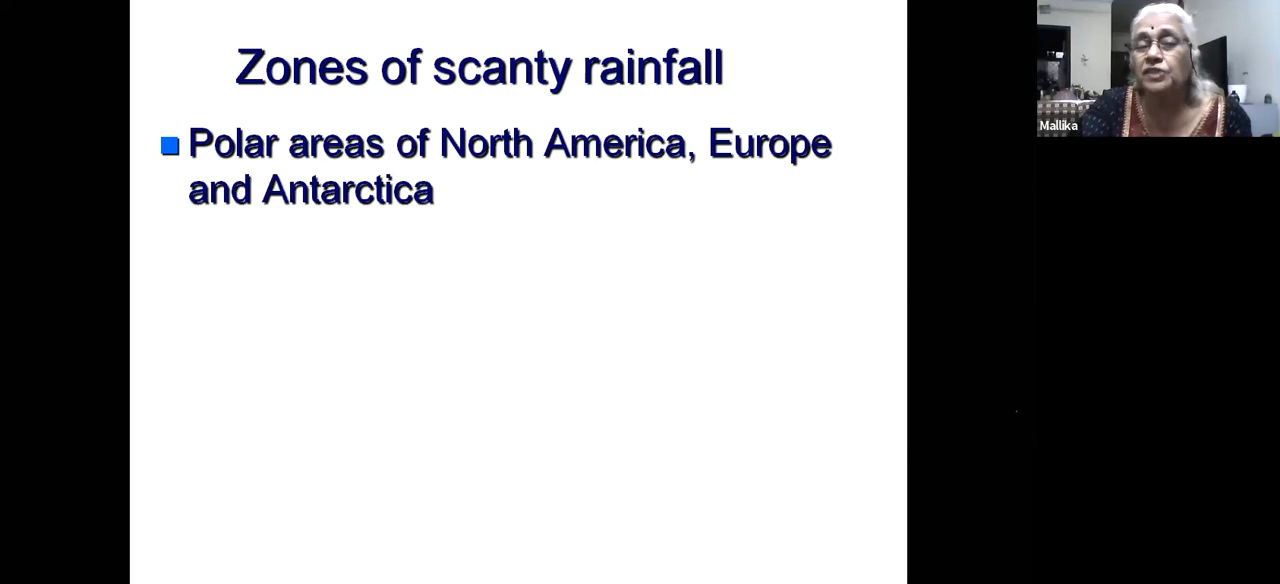 Zones of scanty rainfall
Polar areas of North America, Europe
and Antarctica
Mallika